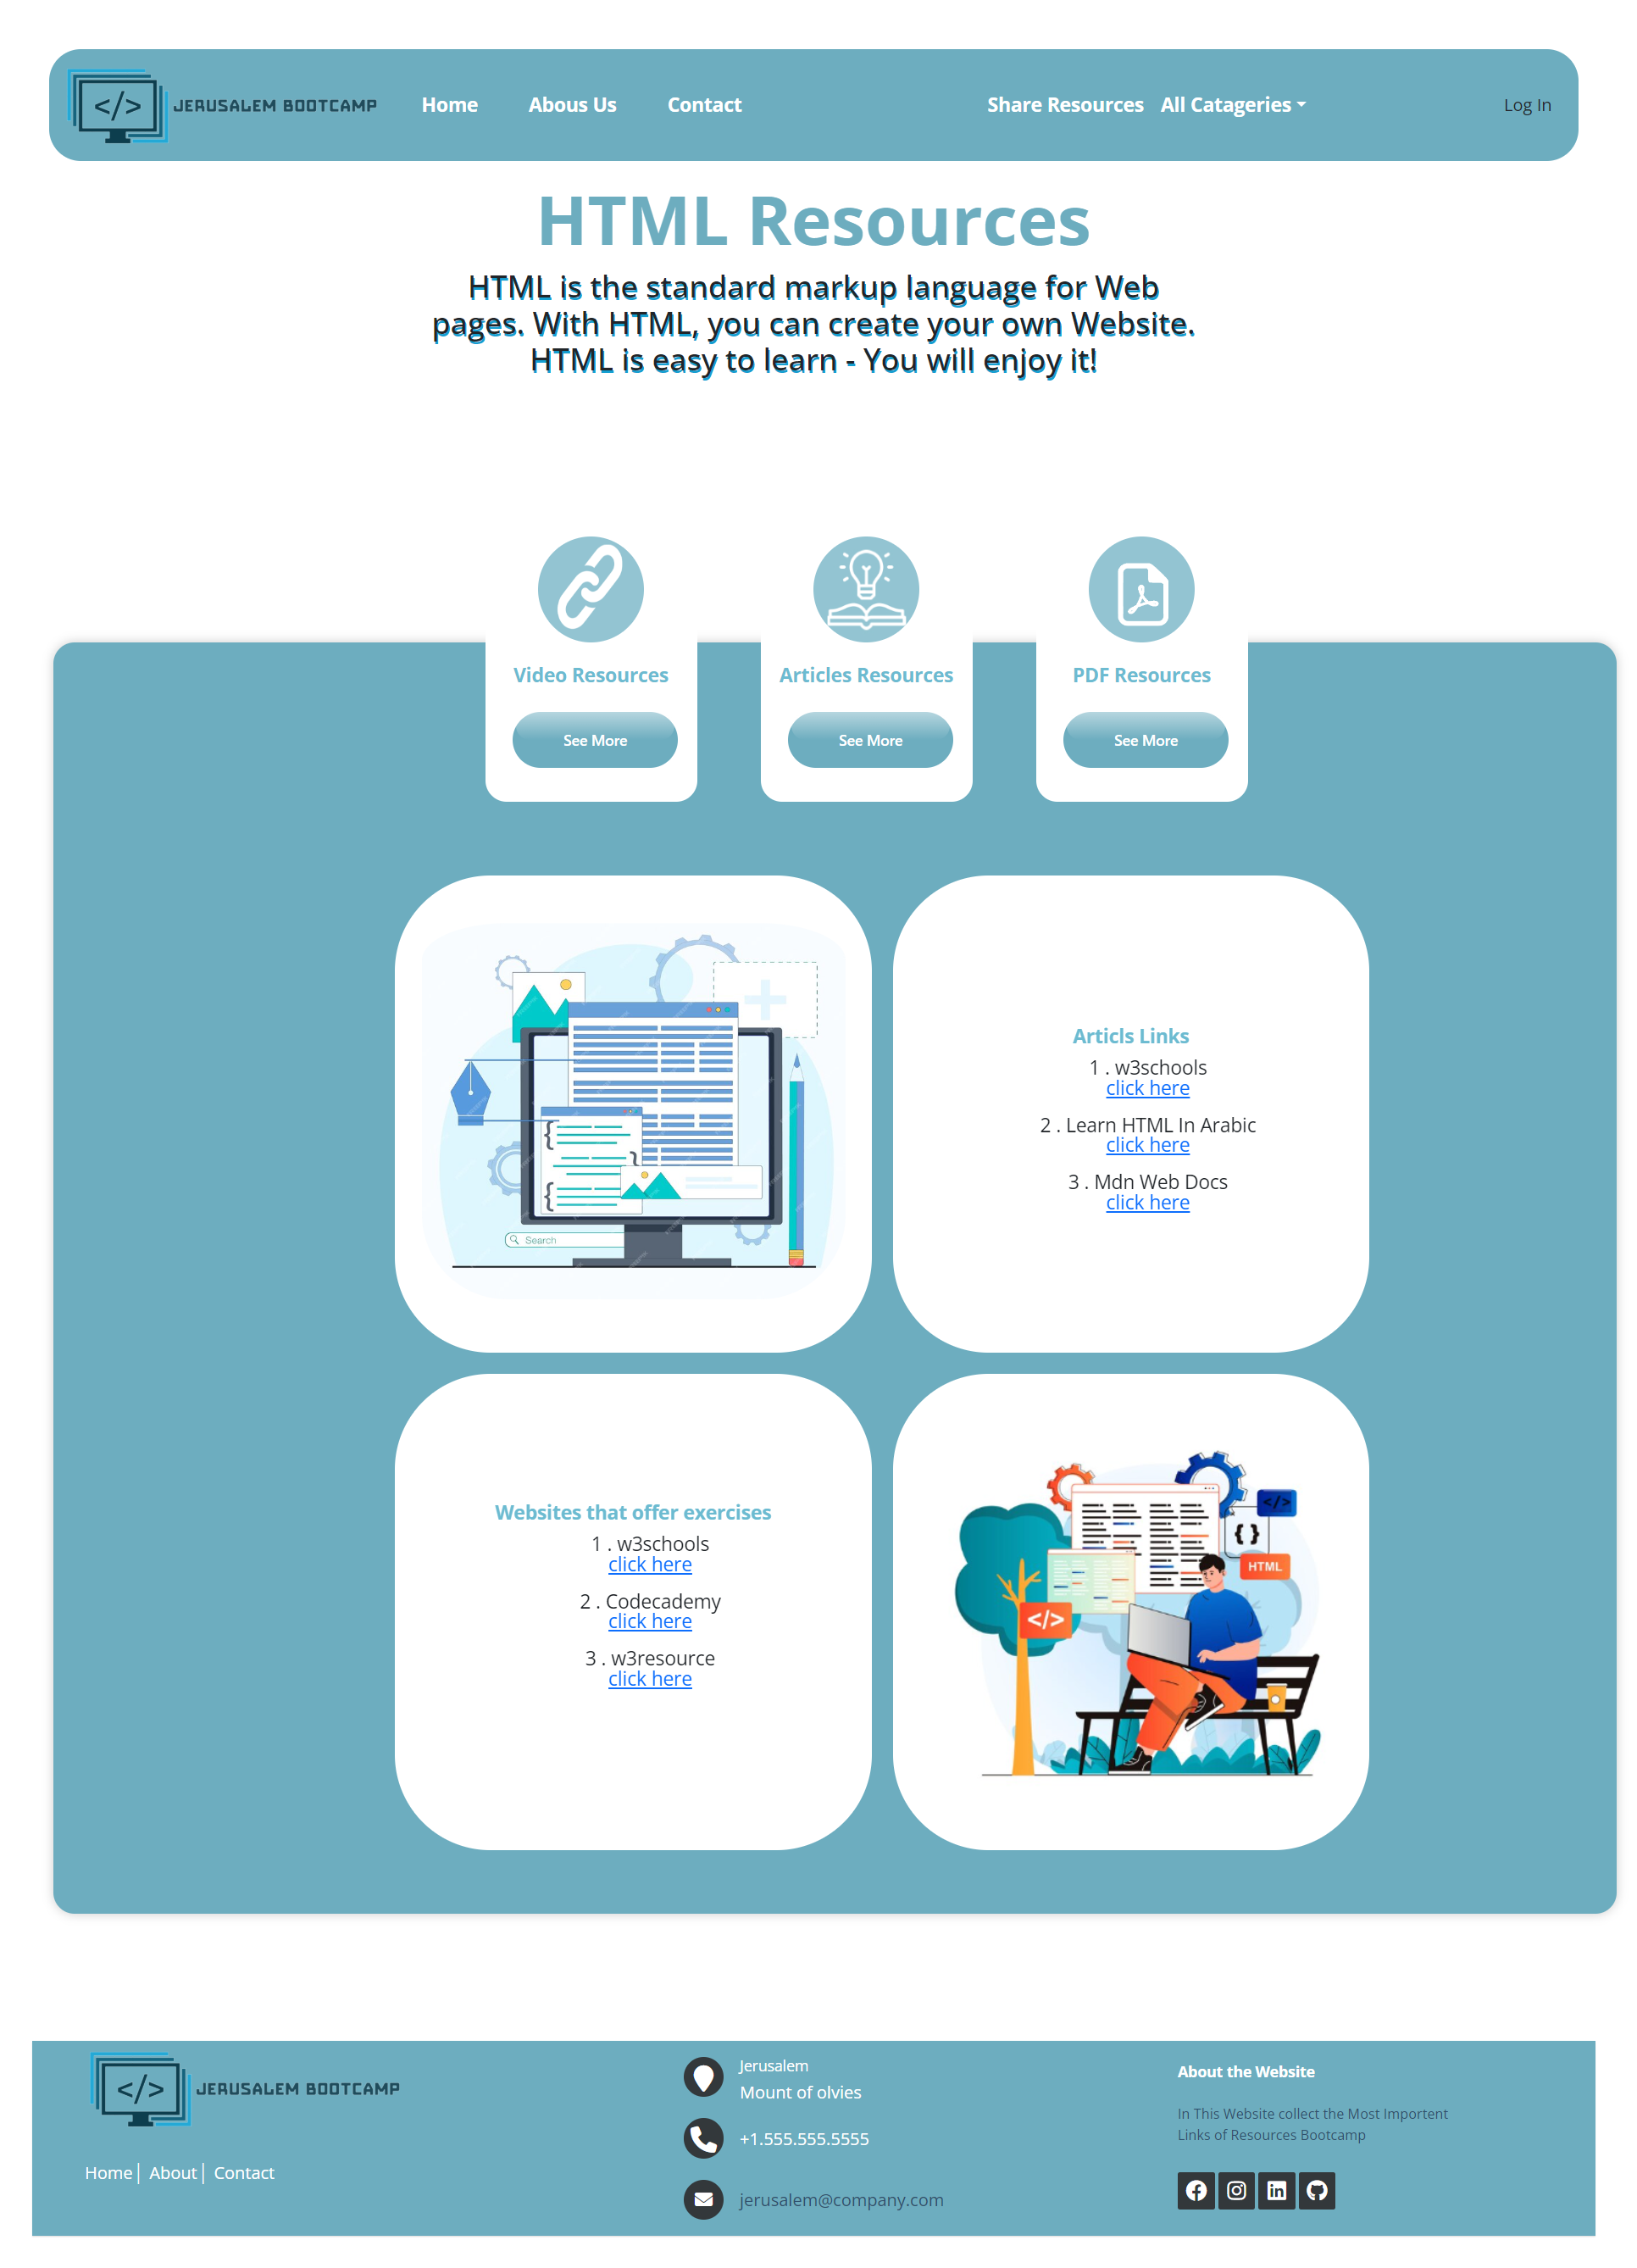 </> JERUSALEM BOOTCAMP Home Abous Us Contact Share Resources All Catageries Log In
HTML Resources
HTML is the standard markup language for Web
pages. With HTML, you can create your own Website.
HTML is easy to learn - You will enjoy it!
Video Resources Articles Resources PDF Resources
See More See More See More
{ }
{
Search
Articls Links
1 . w3schools
click here
2 . Learn HTML In Arabic
click here
3 . Mdn Web Docs
click here
Websites that offer exercises
1 . w3schools
click here
2 . Codecademy
click here
3 . w3resource
click here
</>
{ }
HTML
</>
</> JERUSALEM BOOTCAMP
Home About Contact
Jerusalem
Mount of olvies
+1.555.555.5555
jerusalem@company.com
About the Website
In This Website collect the Most Importent
Links of Resources Bootcamp